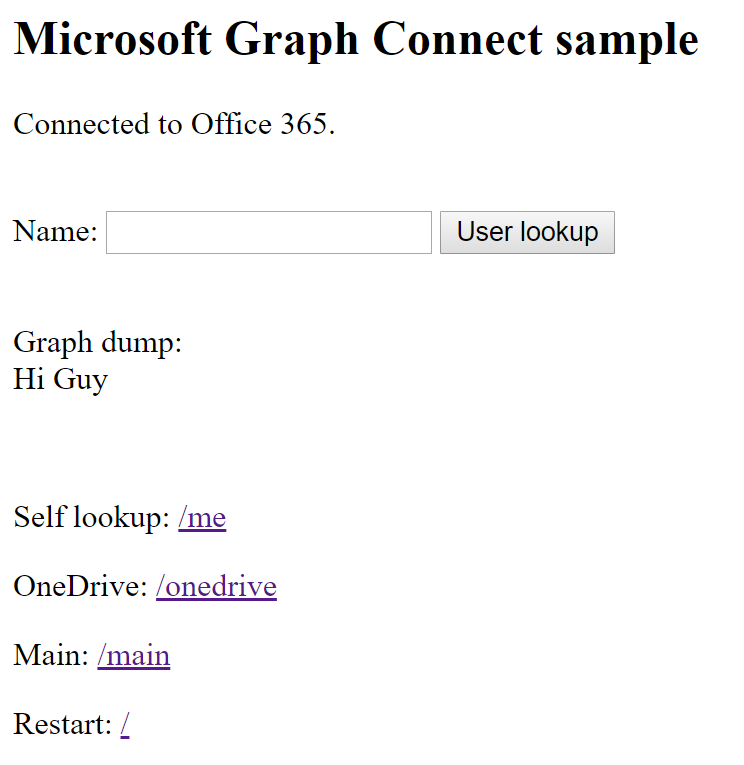 Microsoft Graph Connect sample
Connected to Office 365.
Name: User lookup
Graph dump:
Hi Guy
Self lookup: /me
OneDrive: /onedrive
Main: /main
Restart: /